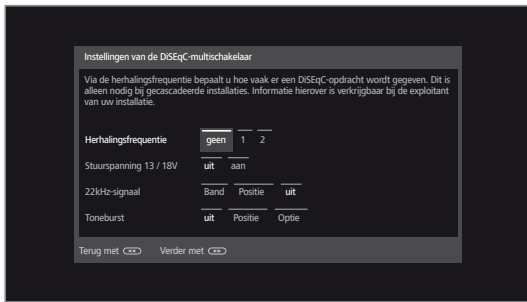 Instellingen van de DiSEqC-multischakelaar
Via de herhalingsfrequentie bepaalt u hoe vaak er een DiSEqC-opdracht wordt gegeven. Dit is
alleen nodig bij gecascadeerde installaties. Informatie hierover is verkrijgbaar bij de exploitant
van uw installatie.
Herhalingsfrequentie geen 1 2
Stuurspanning 13 / 18V uit aan
22kHz-signaal Band Positie uit
Toneburst uit Positie Optie
Terug met Verder met